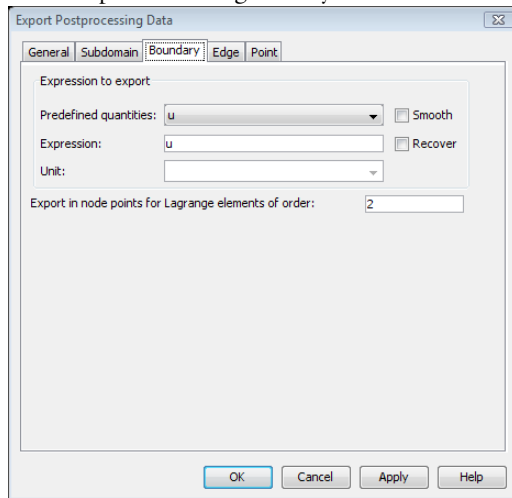 Export Postprocessing Data
General Subdomain Boundary Edge Point
Expression to export
Predefined quantities: u Smooth
Expression: u Recover
Unit:
Export in node points for Lagrange elements of order: 2
OK Cancel Apply Help